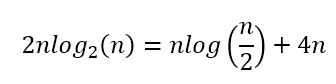 2nlog₂(n) = nlog(n/2) + 4n